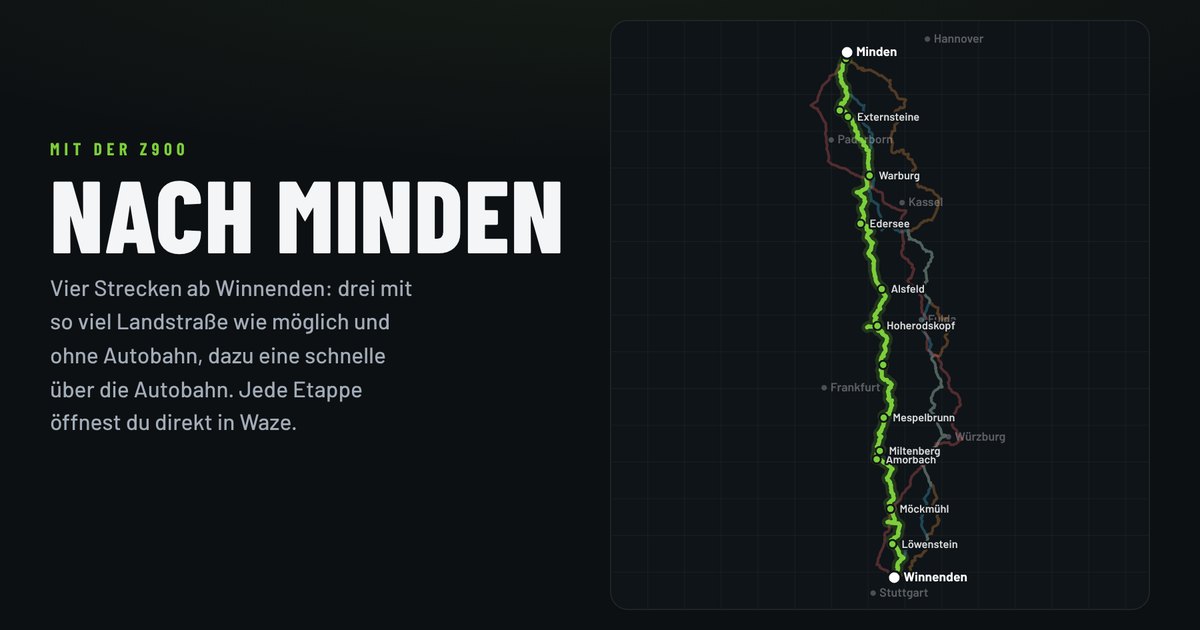 MIT DER Z900
NACH MINDEN
Vier Strecken ab Winnenden: drei mit
so viel Landstraße wie möglich und
ohne Autobahn, dazu eine schnelle
über die Autobahn. Jede Etappe
öffnest du direkt in Waze.
Hannover
Minden
Externsteine
Paderborn
Warburg
Kassel
Edersee
Alsfeld
Fulda
Hoherodskopf
Frankfurt
Mespelbrunn
Würzburg
Miltenberg
Amorbach
Möckmühl
Löwenstein
Winnenden
Stuttgart